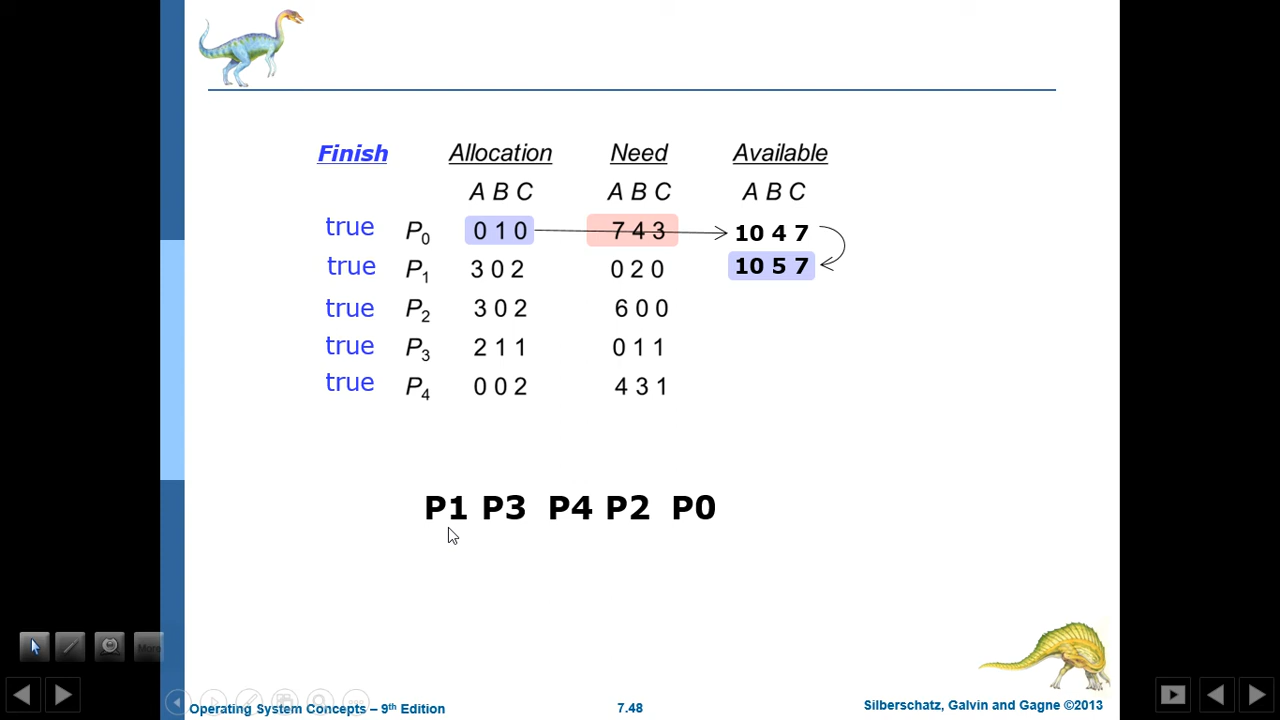 Finish Allocation Need Available
A B C A B C A B C
true P0 0 1 0 7 4 3 10 4 7
true P1 3 0 2 0 2 0 10 5 7
true P2 3 0 2 6 0 0
true P3 2 1 1 0 1 1
true P4 0 0 2 4 3 1
P1 P3 P4 P2 P0
More
Operating System Concepts – 9th Edition 7.48 Silberschatz, Galvin and Gagne ©2013